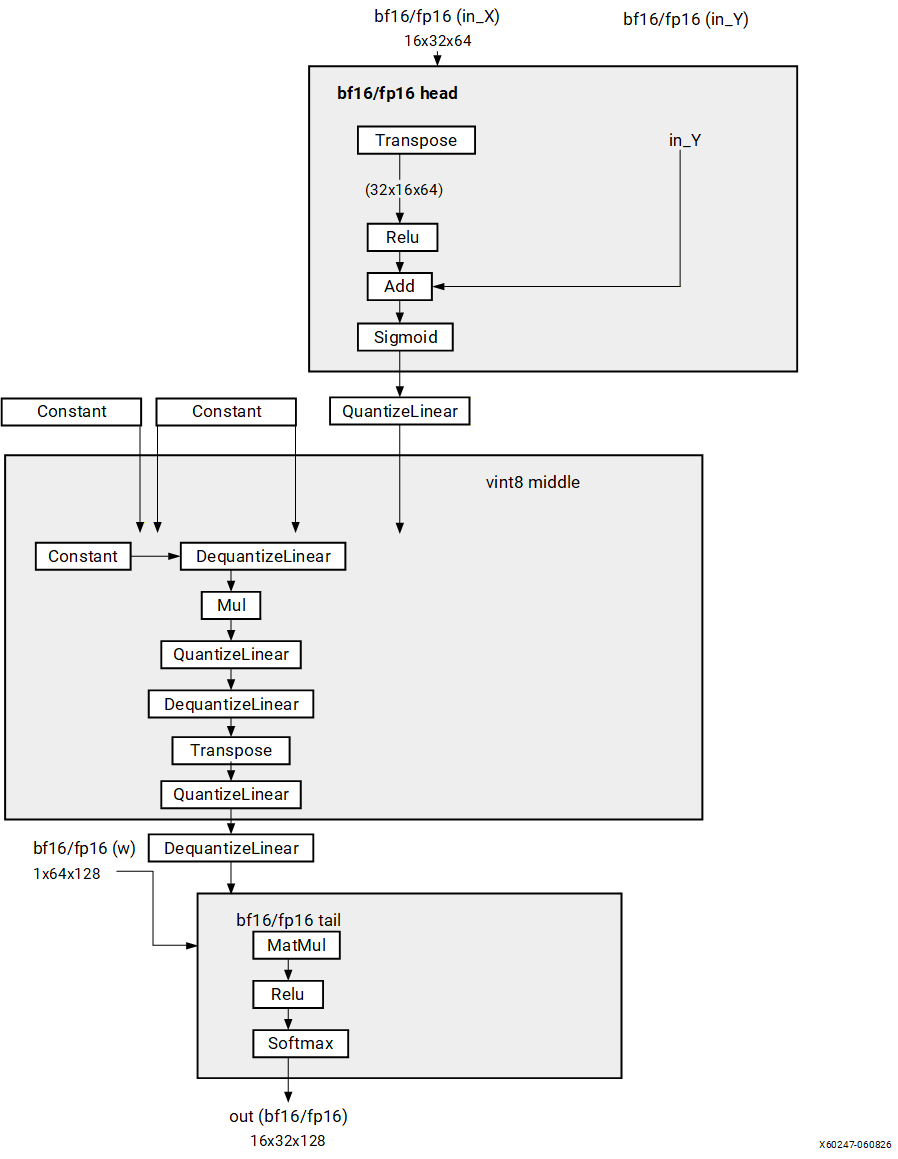 bf16/fp16 (in_X)
bf16/fp16 (in_Y)
16x32x64
bf16/fp16 head
Transpose
in_Y
(32x16x64)
Relu
Add
Sigmoid
Constant
Constant
QuantizeLinear
vint8 middle
Constant
DequantizeLinear
Mul
QuantizeLinear
DequantizeLinear
Transpose
QuantizeLinear
bf16/fp16 (w)
DequantizeLinear
1x64x128
bf16/fp16 tail
MatMul
Relu
Softmax
out (bf16/fp16)
16x32x128
X60247-060826